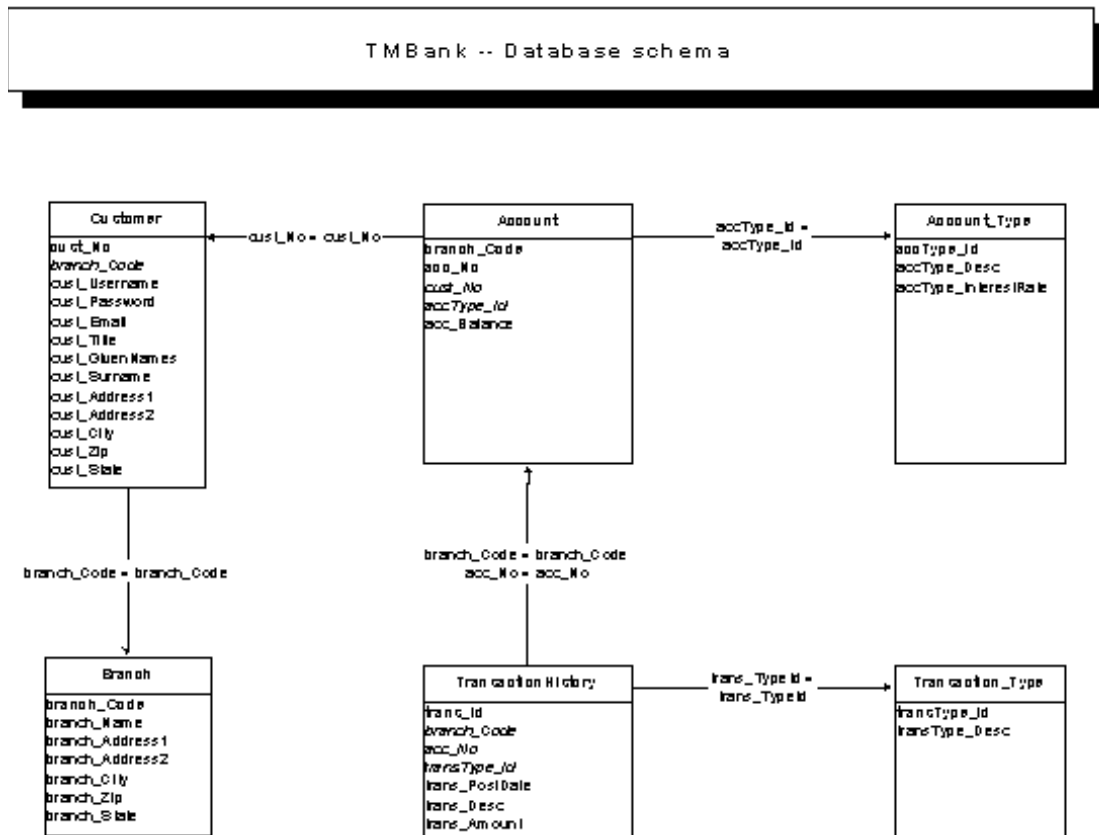 TMBank -- Database schema
Customer
cust_No
branch_Code
cust_Username
cust_Password
cust_Email
cust_Title
cust_GivenNames
cust_Surname
cust_Address1
cust_Address2
cust_City
cust_Zip
cust_State
cust_No = cust_No
Account
branch_Code
acc_No
cust_No
accType_Id
acc_Balance
accType_Id =
accType_Id
Account_Type
accType_Id
accType_Desc
accType_InterestRate
branch_Code = branch_Code
branch_Code = branch_Code
acc_No = acc_No
Branch
branch_Code
branch_Name
branch_Address1
branch_Address2
branch_City
branch_Zip
branch_State
TransactionHistory
trans_Id
branch_Code
acc_No
transType_Id
trans_PostDate
trans_Desc
trans_Amount
trans_TypeId =
trans_TypeId
Transaction_Type
transType_Id
transType_Desc